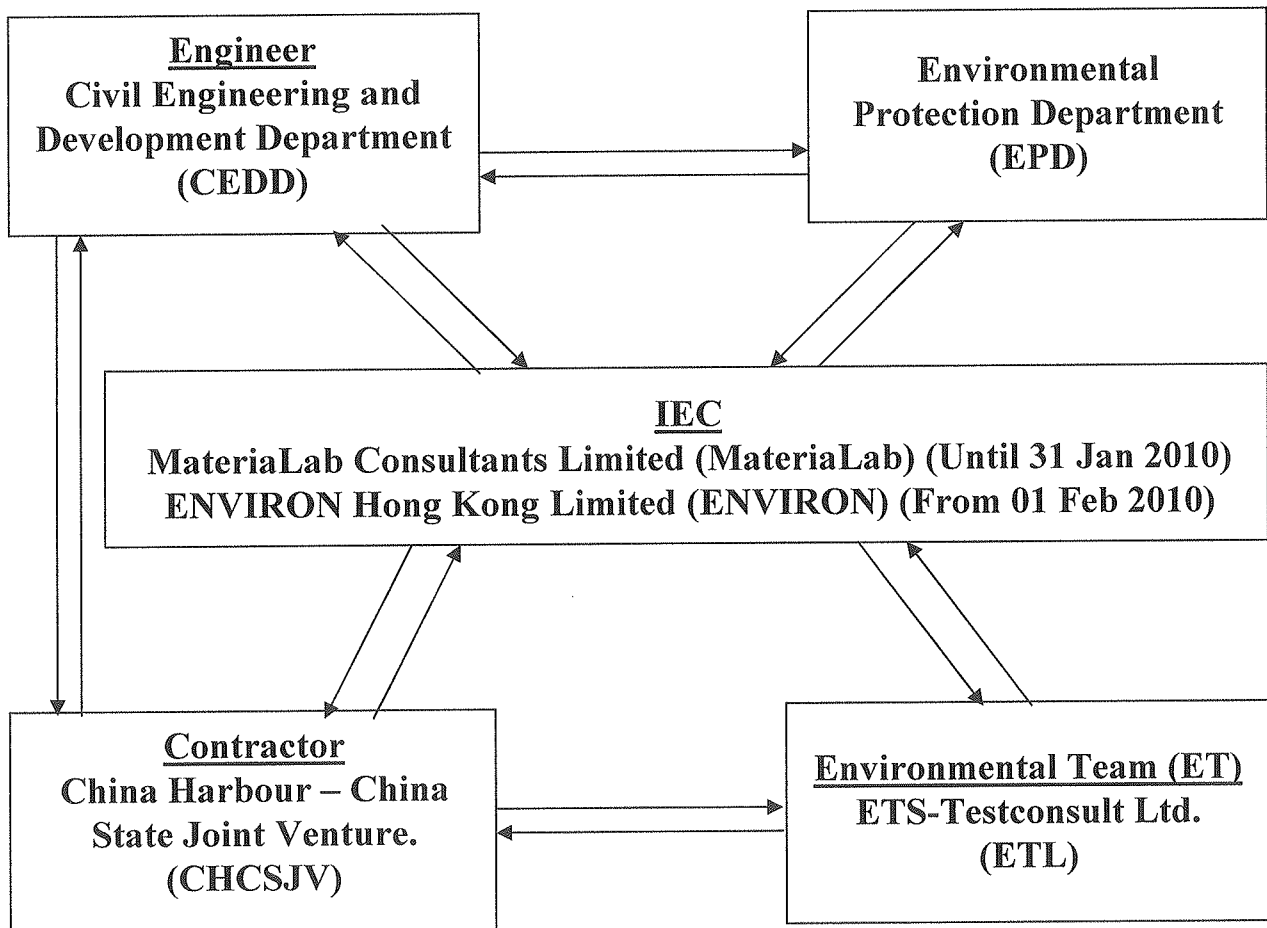 Engineer
Civil Engineering and
Development Department
(CEDD)
Environmental
Protection Department
(EPD)
IEC
MateriaLab Consultants Limited (MateriaLab) (Until 31 Jan 2010)
ENVIRON Hong Kong Limited (ENVIRON) (From 01 Feb 2010)
Contractor
China Harbour – China
State Joint Venture.
(CHCSJV)
Environmental Team (ET)
ETS-Testconsult Ltd.
(ETL)